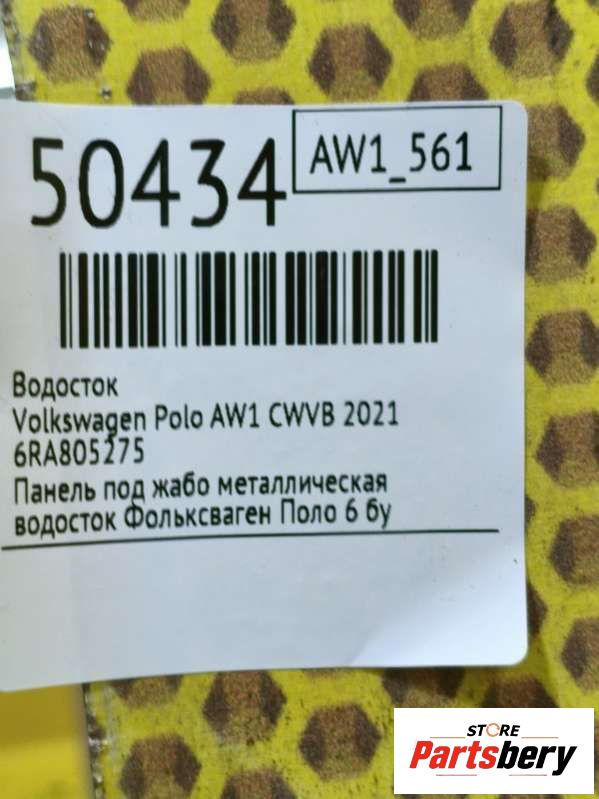 50434
AW1_561
Водосток
Volkswagen Polo AW1 CWVB 2021
6RA805275
Панель под жабо металлическая
водосток Фольксваген Поло 6 бу
STORE
Partsbery